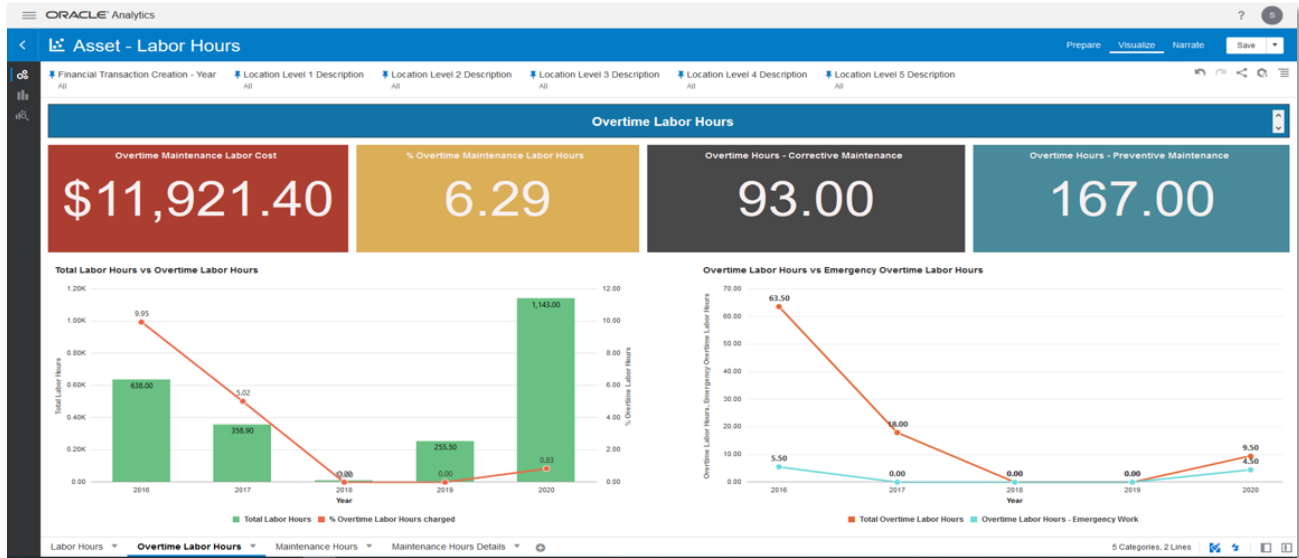 ORACLE Analytics
?
S
Asset - Labor Hours
Prepare Visualize Narrate Save
Financial Transaction Creation - Year Location Level 1 Description Location Level 2 Description Location Level 3 Description Location Level 4 Description Location Level 5 Description
All All All All All All
Overtime Labor Hours
Overtime Maintenance Labor Cost
$11,921.40
% Overtime Maintenance Labor Hours
6.29
Overtime Hours - Corrective Maintenance
93.00
Overtime Hours - Preventive Maintenance
167.00
Total Labor Hours vs Overtime Labor Hours
Total Labor Hours
1.20K
1.00K
0.80K
0.60K
0.40K
0.20K
0.00
9.95
638.00
5.02
358.90
255.50
0.00
1,143.00
0.83
12.00
10.00
8.00
6.00
4.00
2.00
0.00
% Overtime Labor Hours
2016 2017 2018 2019 2020
Year
Total Labor Hours % Overtime Labor Hours charged
Overtime Labor Hours vs Emergency Overtime Labor Hours
Overtime Labor Hours, Emergency Overtime Labor Hours
70.00
60.00
50.00
40.00
30.00
20.00
10.00
0.00
63.50
5.50
18.00
0.00
0.00
0.00
9.50
4.50
2016 2017 2018 2019 2020
Year
Total Overtime Labor Hours Overtime Labor Hours - Emergency Work
Labor Hours Overtime Labor Hours Maintenance Hours Maintenance Hours Details
5 Categories, 2 Lines